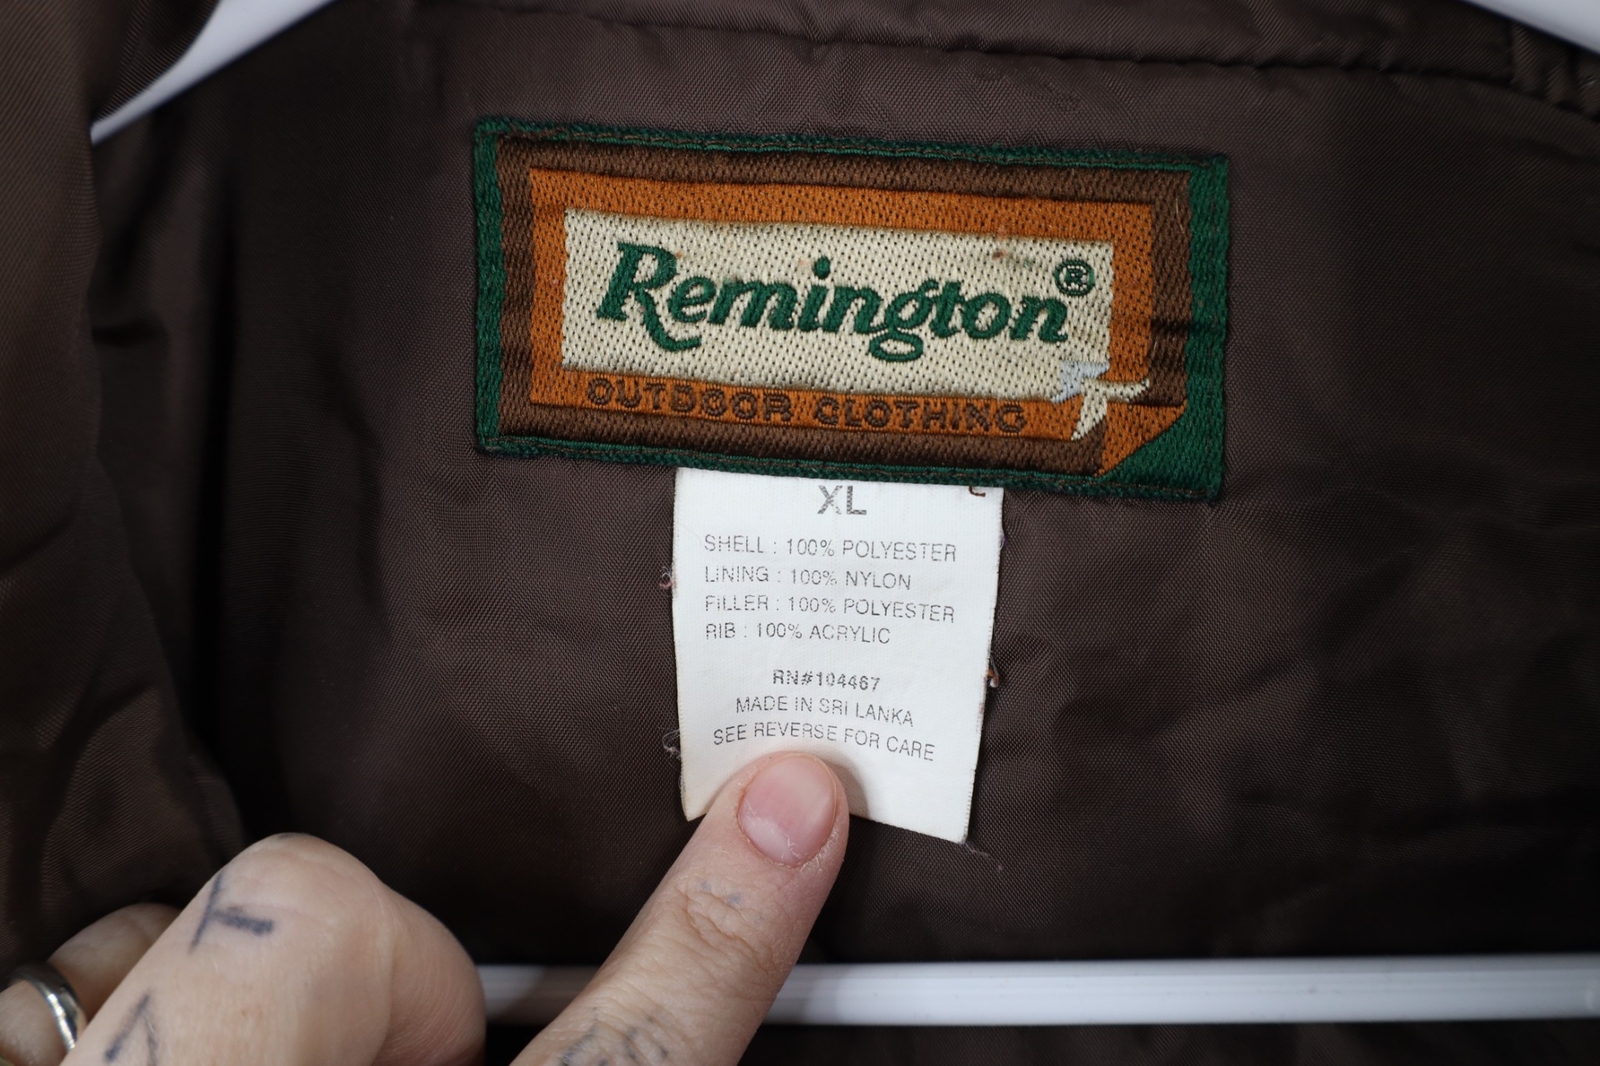 Remington®
OUTDOOR CLOTHING
XL
SHELL : 100% POLYESTER
LINING : 100% NYLON
FILLER : 100% POLYESTER
RIB : 100% ACRYLIC
RN#104467
MADE IN SRI LANKA
SEE REVERSE FOR CARE